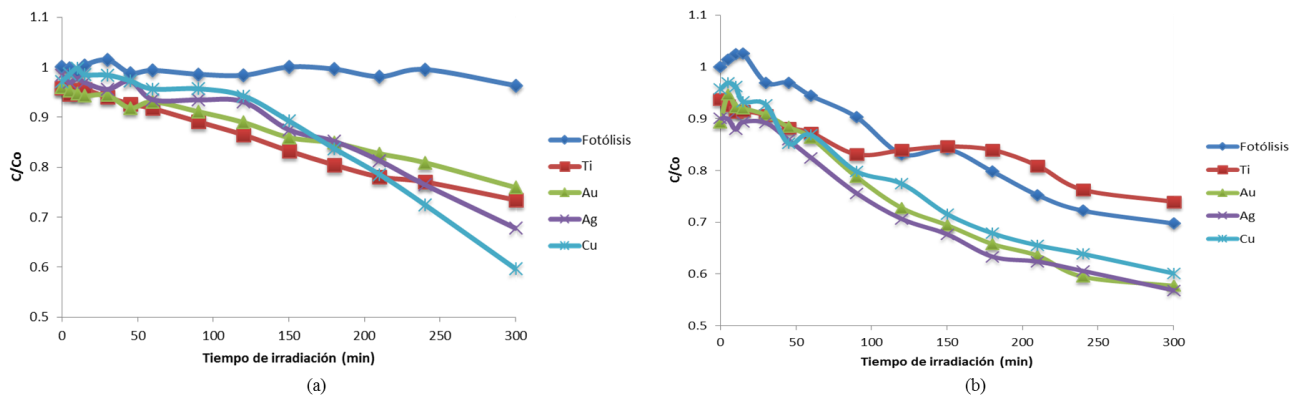 1.1
1
0.9
0.8
0.7
0.6
0.5
C/Co
0
50
100
150
200
250
300
Tiempo de irradiación (min)
Fotólisis
Ti
Au
Ag
Cu
(a)
1.1
1
0.9
0.8
0.7
0.6
0.5
C/Co
0
50
100
150
200
250
300
Tiempo de irradiación (min)
Fotólisis
Ti
Au
Ag
Cu
(b)